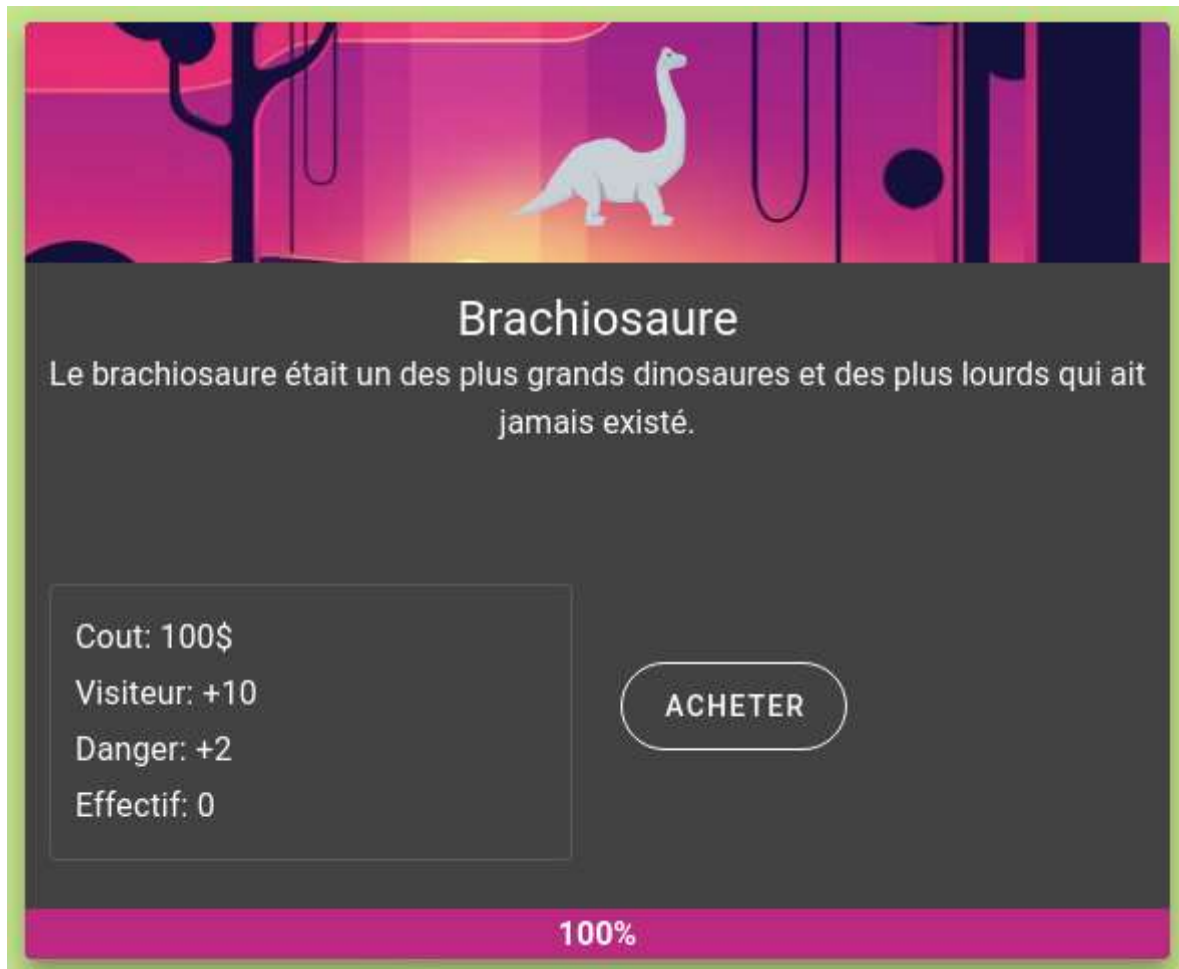 Brachiosaure
Le brachiosaure était un des plus grands dinosaures et des plus lourds qui ait
jamais existé.
Cout: 100$
Visiteur: +10
Danger: +2
Effectif: 0
ACHETER
100%